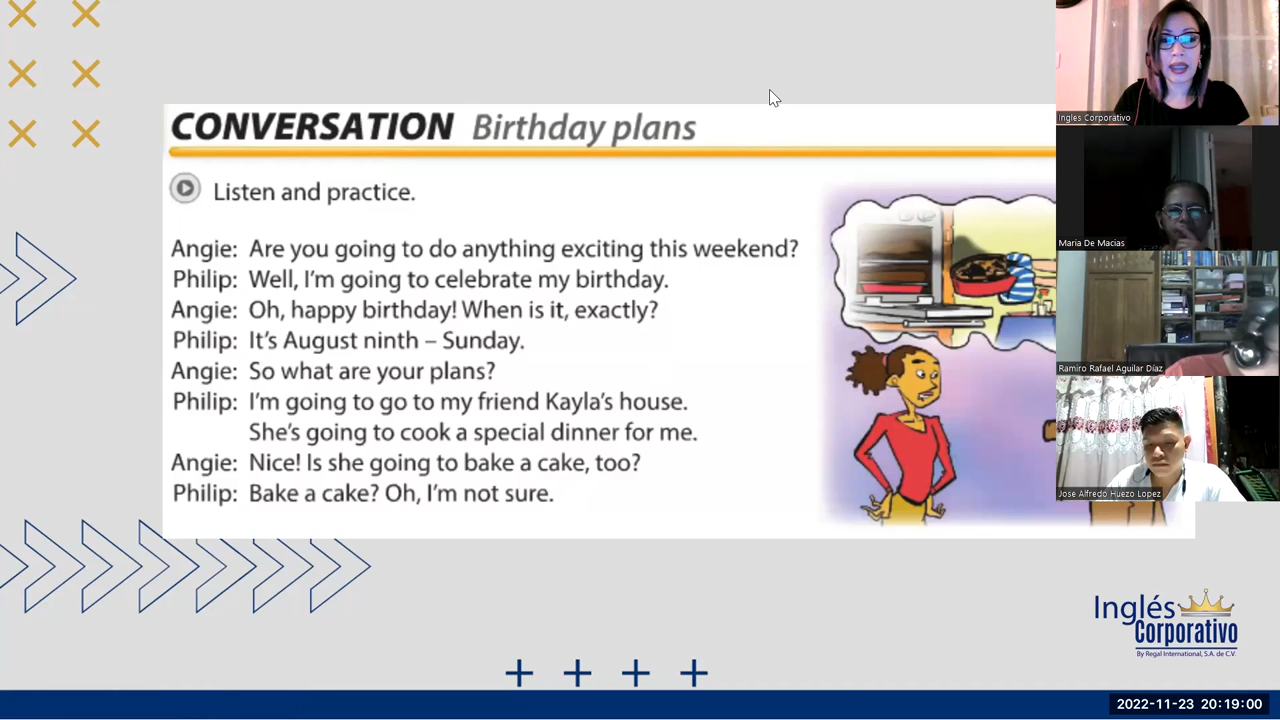 CONVERSATION Birthday plans
Listen and practice.
Angie: Are you going to do anything exciting this weekend?
Philip: Well, I'm going to celebrate my birthday.
Angie: Oh, happy birthday! When is it, exactly?
Philip: It's August ninth – Sunday.
Angie: So what are your plans?
Philip: I'm going to go to my friend Kayla's house.
She's going to cook a special dinner for me.
Angie: Nice! Is she going to bake a cake, too?
Philip: Bake a cake? Oh, I'm not sure.
Ingles Corporativo
Maria De Macias
Ramiro Rafael Aguilar Díaz
Jose Alfredo Huezo Lopez
Inglés
Corporativo
By Regal International, S.A. de C.V.
2022-11-23 20:19:00